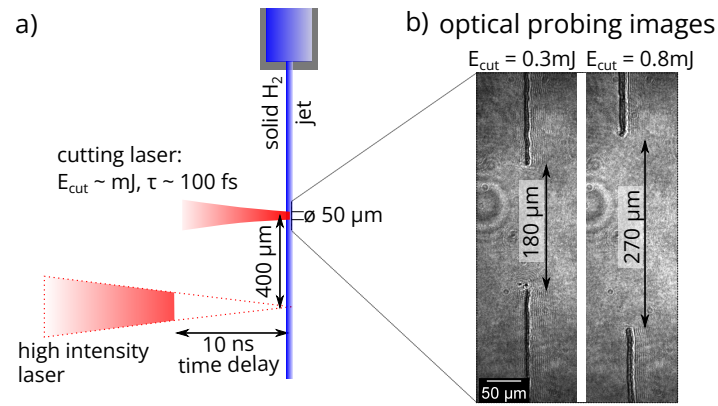 a)
solid H₂
jet
cutting laser:
E_cut ~ mJ, τ ~ 100 fs
ø 50 µm
400 µm
10 ns
time delay
high intensity
laser
b) optical probing images
E_cut = 0.3mJ E_cut = 0.8mJ
180 µm
270 µm
50 µm